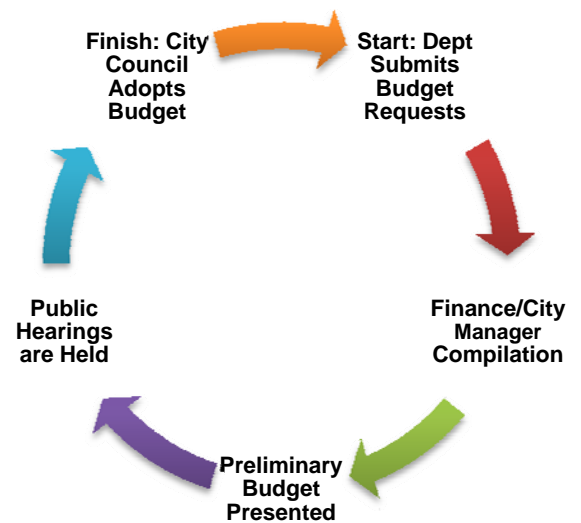 Finish: City
Council
Adopts
Budget
Start: Dept
Submits
Budget
Requests
Finance/City
Manager
Compilation
Preliminary
Budget
Presented
Public
Hearings
are Held